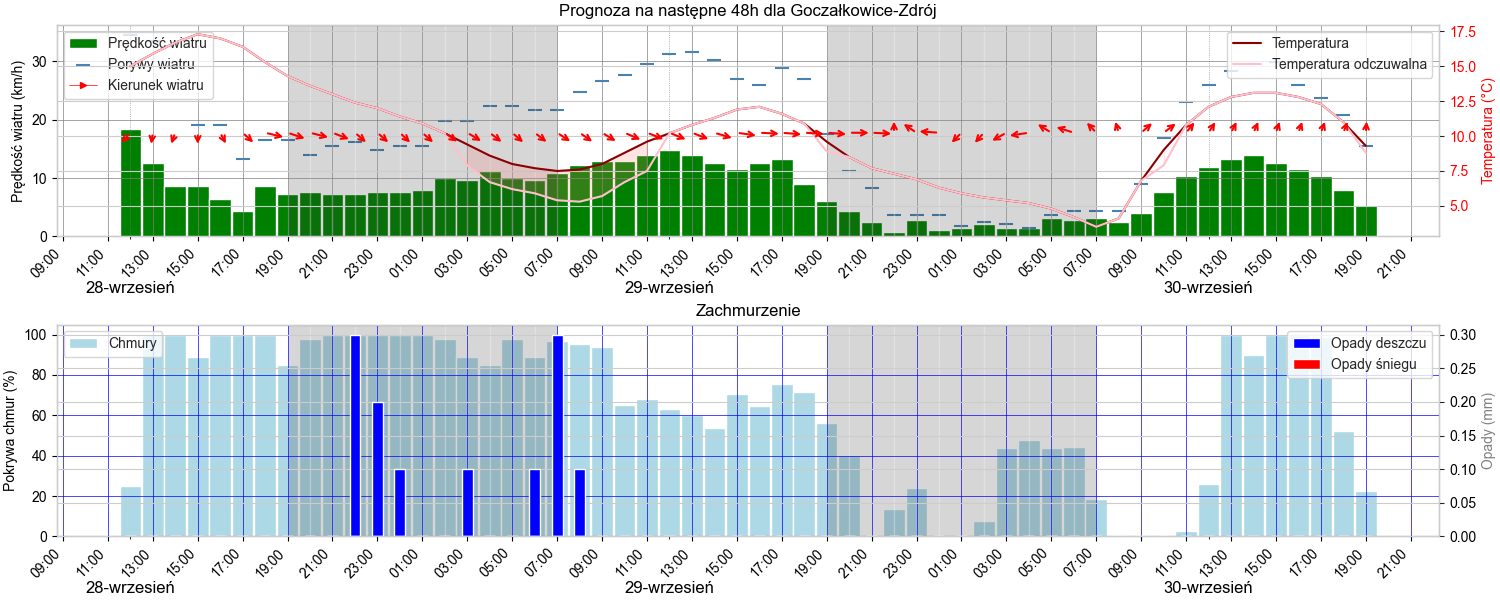 Prognoza na następne 48h dla Goczałkowice-Zdrój
Prędkość wiatru
Porywy wiatru
Kierunek wiatru
Temperatura
Temperatura odczuwalna
Prędkość wiatru (km/h)
0 10 20 30
Temperatura (°C)
17.5
15.0
12.5
10.0
7.5
5.0
09:00 11:00 13:00 15:00 17:00 19:00 21:00 23:00 01:00 03:00 05:00 07:00 09:00 11:00 13:00 15:00 17:00 19:00 21:00 23:00 01:00 03:00 05:00 07:00 09:00 11:00 13:00 15:00 17:00 19:00 21:00
28-wrzesień 29-wrzesień 30-wrzesień
Zachmurzenie
Chmury
Opady deszczu
Opady śniegu
Pokrywa chmur (%)
100
80
60
40
20
0
Opady (mm)
0.30
0.25
0.20
0.15
0.10
0.05
0.00
09:00 11:00 13:00 15:00 17:00 19:00 21:00 23:00 01:00 03:00 05:00 07:00 09:00 11:00 13:00 15:00 17:00 19:00 21:00 23:00 01:00 03:00 05:00 07:00 09:00 11:00 13:00 15:00 17:00 19:00 21:00
28-wrzesień 29-wrzesień 30-wrzesień